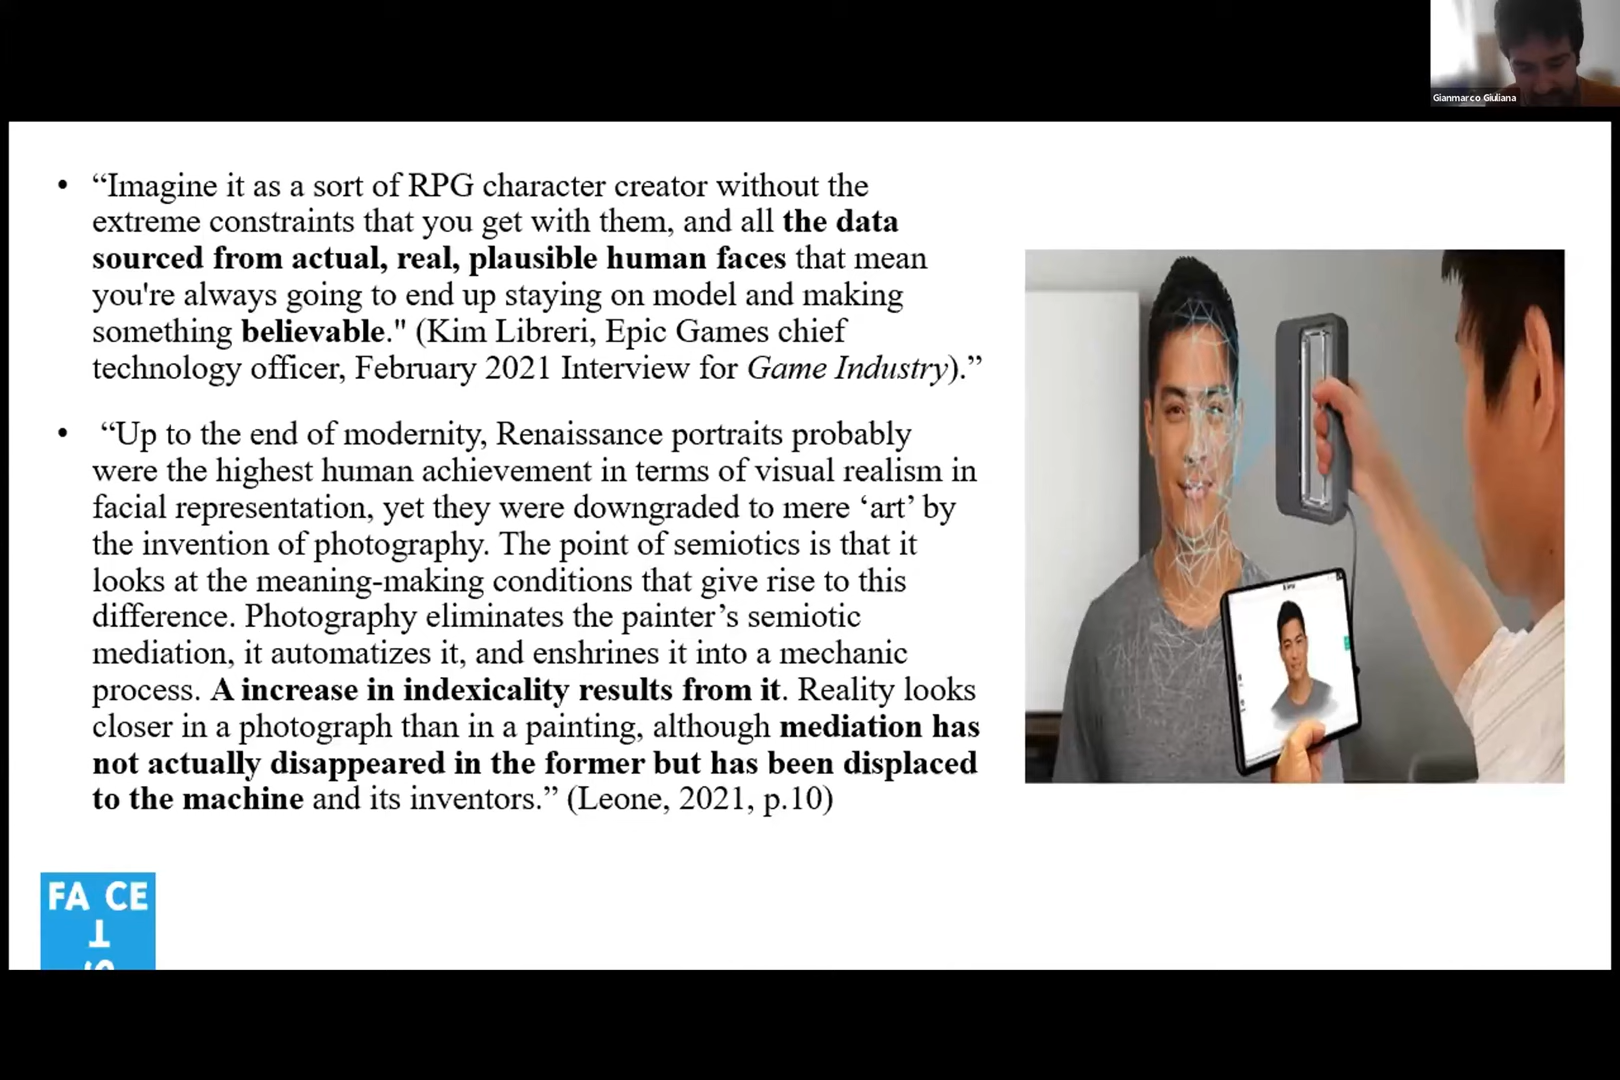 Gianmarco Giuliana
• “Imagine it as a sort of RPG character creator without the
extreme constraints that you get with them, and all the data
sourced from actual, real, plausible human faces that mean
you're always going to end up staying on model and making
something believable." (Kim Libreri, Epic Games chief
technology officer, February 2021 Interview for Game Industry).”
• “Up to the end of modernity, Renaissance portraits probably
were the highest human achievement in terms of visual realism in
facial representation, yet they were downgraded to mere ‘art’ by
the invention of photography. The point of semiotics is that it
looks at the meaning-making conditions that give rise to this
difference. Photography eliminates the painter’s semiotic
mediation, it automatizes it, and enshrines it into a mechanic
process. A increase in indexicality results from it. Reality looks
closer in a photograph than in a painting, although mediation has
not actually disappeared in the former but has been displaced
to the machine and its inventors.” (Leone, 2021, p.10)
FA CE
T
S